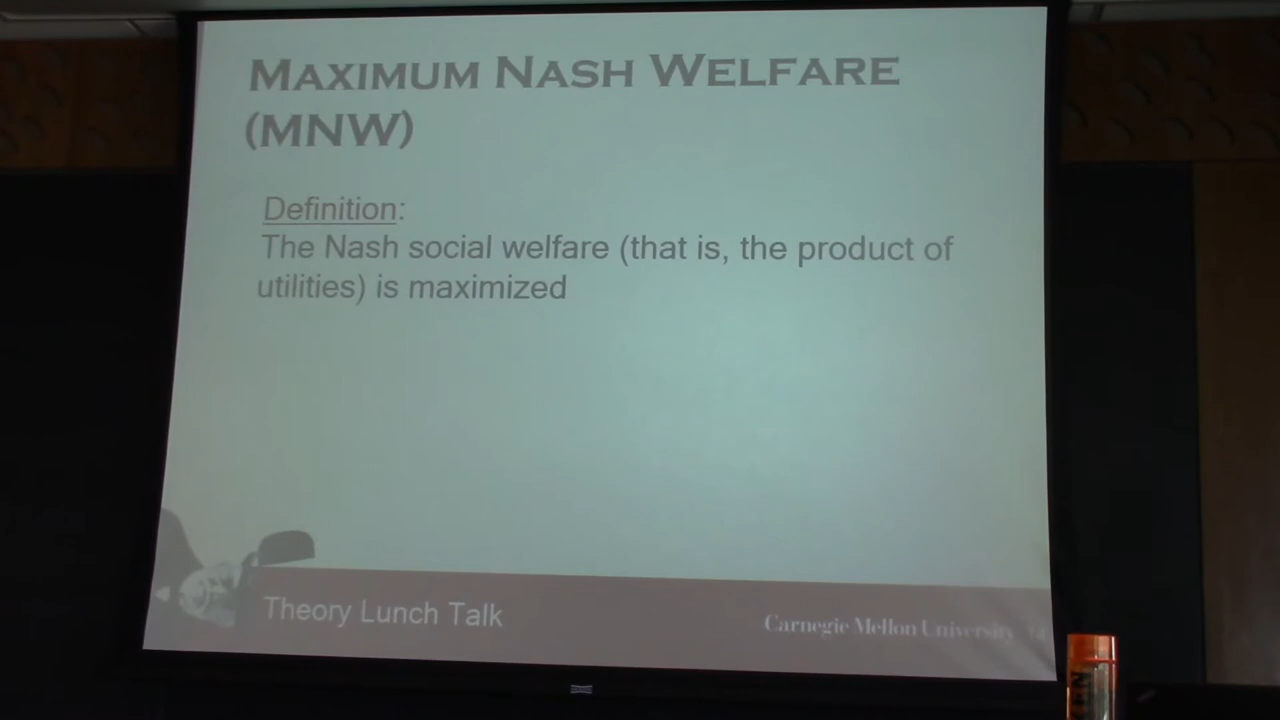 MAXIMUM NASH WELFARE
(MNW)
Definition:
The Nash social welfare (that is, the product of
utilities) is maximized
Theory Lunch Talk
Carnegie Mellon University